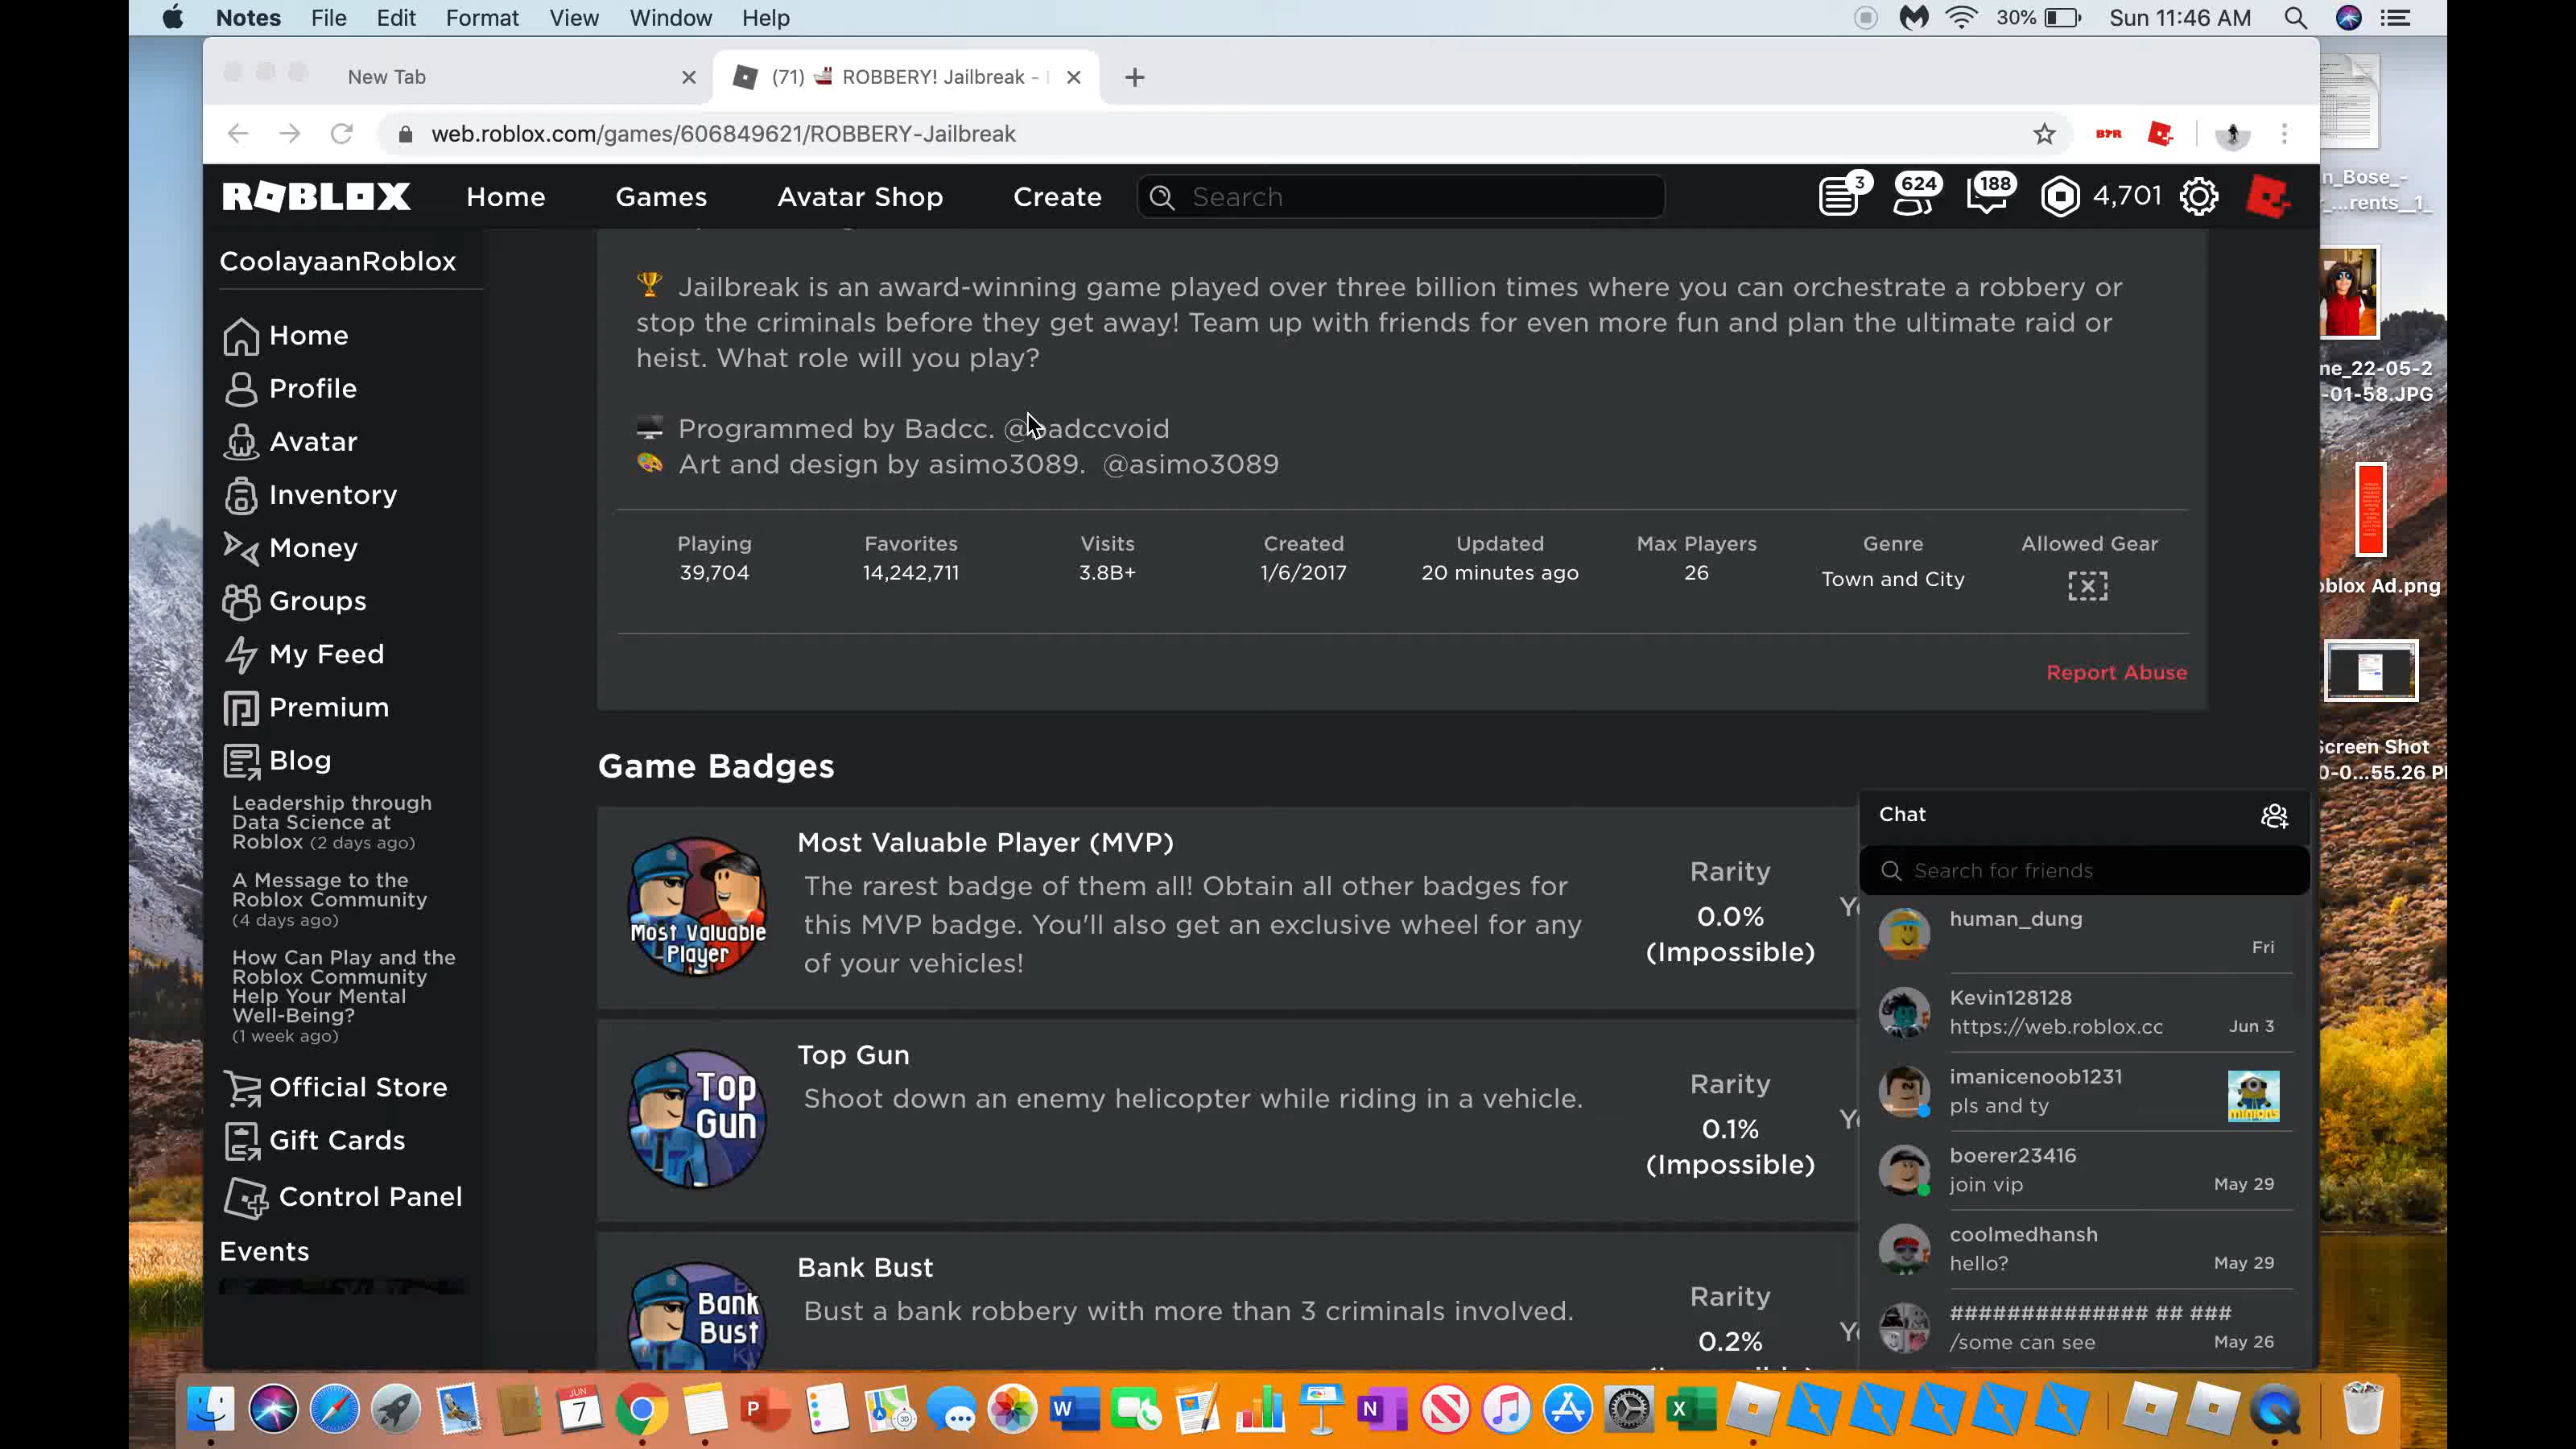 Notes File Edit Format View Window Help
30% Sun 11:46 AM
New Tab
(71) ROBBERY! Jailbreak -
web.roblox.com/games/606849621/ROBBERY-Jailbreak
BTR
ROBLOX Home Games Avatar Shop Create Search
3 624 188 4,701
CoolayaanRoblox
Home
Profile
Avatar
Inventory
Money
Groups
My Feed
Premium
Blog
Leadership through
Data Science at
Roblox (2 days ago)
A Message to the
Roblox Community
(4 days ago)
How Can Play and the
Roblox Community
Help Your Mental
Well-Being?
(1 week ago)
Official Store
Gift Cards
Control Panel
Events
Jailbreak is an award-winning game played over three billion times where you can orchestrate a robbery or
stop the criminals before they get away! Team up with friends for even more fun and plan the ultimate raid or
heist. What role will you play?
Programmed by Badcc. @badccvoid
Art and design by asimo3089. @asimo3089
Playing Favorites Visits Created Updated Max Players Genre Allowed Gear
39,704 14,242,711 3.8B+ 1/6/2017 20 minutes ago 26 Town and City
Report Abuse
Game Badges
Most Valuable Player
Most Valuable Player (MVP)
The rarest badge of them all! Obtain all other badges for
this MVP badge. You'll also get an exclusive wheel for any
of your vehicles!
Rarity
0.0%
(Impossible)
Top Gun
Top Gun
Shoot down an enemy helicopter while riding in a vehicle.
Rarity
0.1%
(Impossible)
Bank Bust
Bank Bust
Bust a bank robbery with more than 3 criminals involved.
Rarity
0.2%
Chat
Search for friends
human_dung
Fri
Kevin128128
https://web.roblox.cc Jun 3
imanicenoob1231
pls and ty
minions
boerer23416
join vip May 29
coolmedhansh
hello? May 29
############## ## ###
/some can see May 26
n_Bose_-
...rents__1_
ne_22-05-2
-01-58.JPG
oblox Ad.png
Screen Shot
0-0...55.26 P
JUN
7